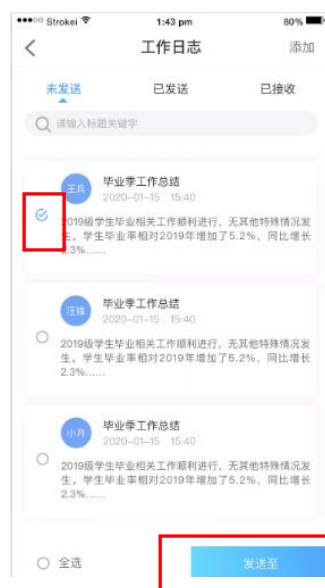 Strokei 1:43 pm 80%
工作日志 添加
未发送 已发送 已接收
请输入标题关键字
王兵 毕业季工作总结
2020-01-15 15:40
2019级学生毕业相关工作顺利进行，无其他特殊情况发
生。学生毕业率相对2019年增加了5.2%，同比增长
2.3%......
汪锋 毕业季工作总结
2020-01-15 15:40
2019级学生毕业相关工作顺利进行，无其他特殊情况发
生。学生毕业率相对2019年增加了5.2%，同比增长
2.3%......
小月 毕业季工作总结
2020-01-15 15:40
2019级学生毕业相关工作顺利进行，无其他特殊情况发
生。学生毕业率相对2019年增加了5.2%，同比增长
2.3%......
全选 发送至